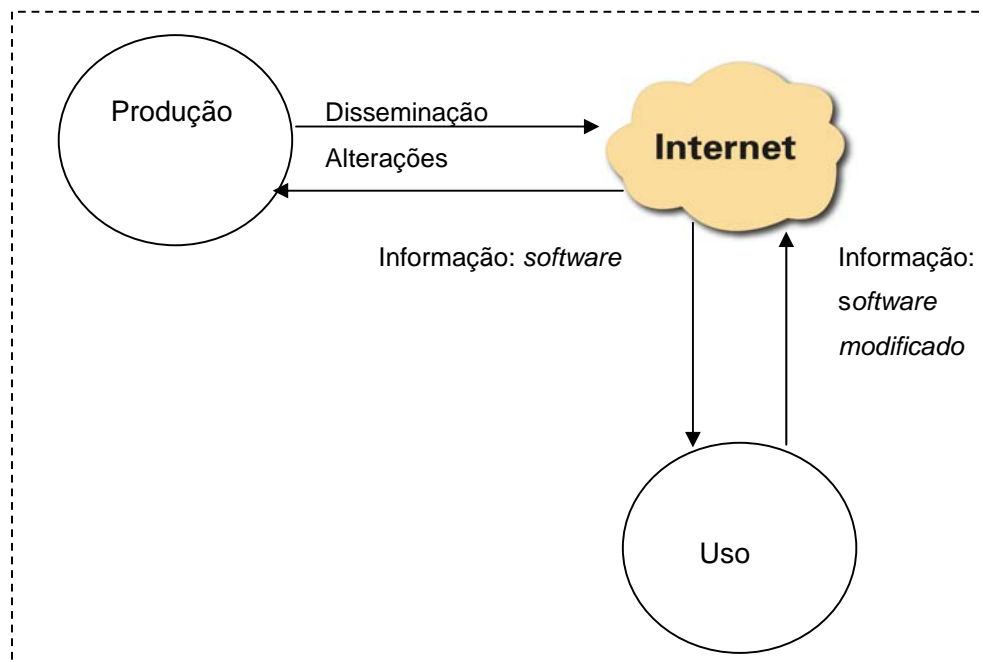 Produção
Disseminação
Alterações
Internet
Informação: software
Informação:
software
modificado
Uso